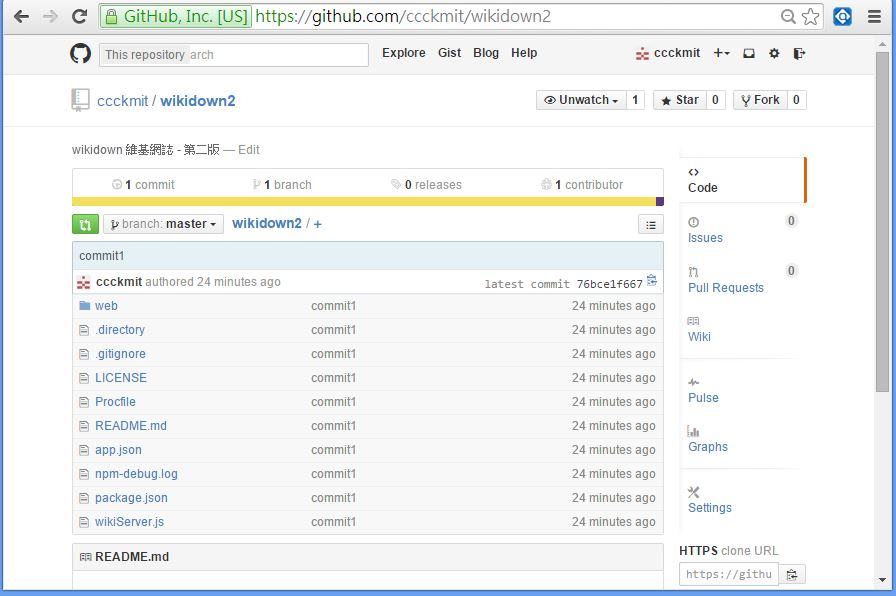 GitHub, Inc. [US] https://github.com/ccckmit/wikidown2
This repository arch Explore Gist Blog Help ccckmit
ccckmit / wikidown2 Unwatch 1 Star 0 Fork 0
wikidown 維基網誌 - 第二版 — Edit
1 commit 1 branch 0 releases 1 contributor
branch: master wikidown2 / +
commit1
ccckmit authored 24 minutes ago latest commit 76bce1f667
web commit1 24 minutes ago
.directory commit1 24 minutes ago
.gitignore commit1 24 minutes ago
LICENSE commit1 24 minutes ago
Procfile commit1 24 minutes ago
README.md commit1 24 minutes ago
app.json commit1 24 minutes ago
npm-debug.log commit1 24 minutes ago
package.json commit1 24 minutes ago
wikiServer.js commit1 24 minutes ago
README.md
Code
Issues 0
Pull Requests 0
Wiki
Pulse
Graphs
Settings
HTTPS clone URL
https://githu